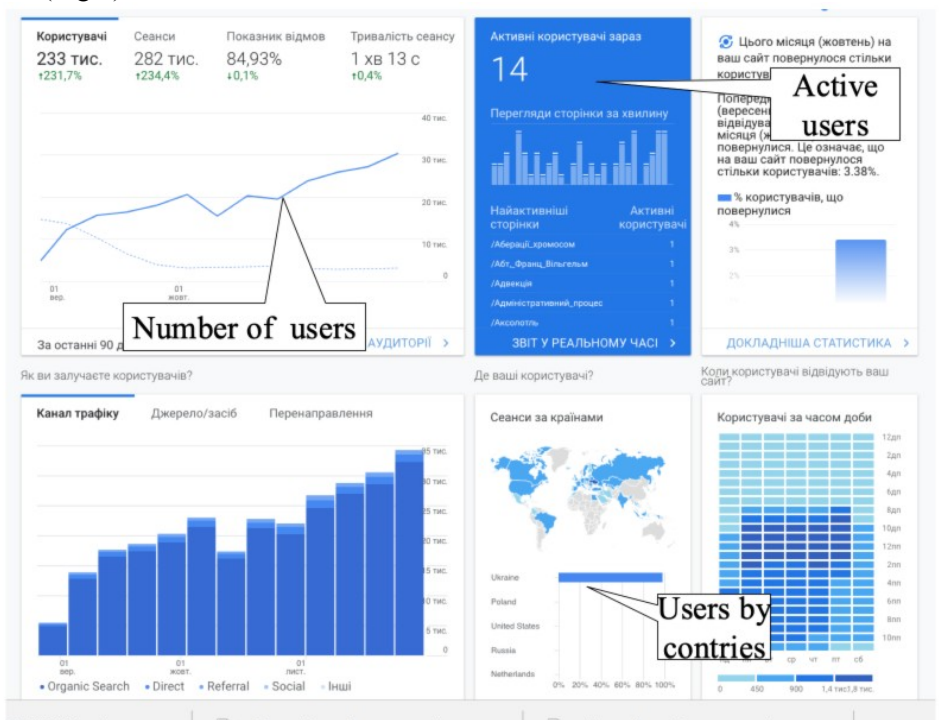 Користувачі Сеанси Показник відмов Тривалість сеансу
233 тис. 282 тис. 84,93% 1 хв 13 с
↑231,7% ↑234,4% ↓0,1% ↑0,4%
40 тис.
30 тис.
20 тис.
10 тис.
0
01 01
вер. жовт.
Number of users
За останні 90 АУДИТОРІЇ >
Активні користувачі зараз
14
Перегляди сторінки за хвилину
Найактивніші Активні
сторінки користувачі
/Аберації_хромосом 1
/Абт_Франц_Вільгельм 1
/Адвекція 1
/Адміністративний_процес 1
/Аксолотль 1
ЗВІТ У РЕАЛЬНОМУ ЧАСІ >
Цього місяця (жовтень) на
ваш сайт повернулося стільки
Active
users
місяця
повернулися. Це означає, що
на ваш сайт повернулося
стільки користувачів: 3.38%.
% користувачів, що
повернулися
4%
3%
2%
ДОКЛАДНІША СТАТИСТИКА >
Як ви залучаєте користувачів?
Канал трафіку Джерело/засіб Перенаправлення
35 тис.
30 тис.
25 тис.
20 тис.
15 тис.
10 тис.
5 тис.
0
01 01 01
вер. жовт. лист.
• Organic Search • Direct • Referral • Social • Інші
Де ваші користувачі?
Сеанси за країнами
Ukraine
Poland
United States
Russia
Netherlands
0% 20% 40% 60% 80% 100%
Users by
contries
Коли користувачі відвідують ваш
сайт?
Користувачі за часом доби
12дп
2дп
4дп
6дп
8дп
10дп
12пп
2пп
4пп
6пп
8пп
10пп
ср чт пт сб
0 450 900 1,4 тис.1,8 тис.